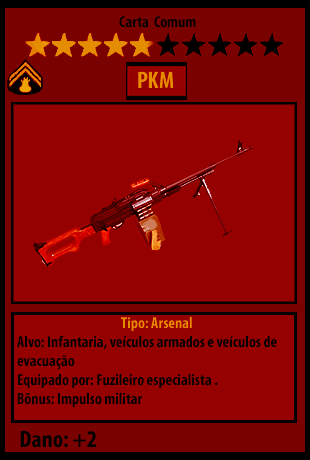 Carta Comum
PKM
Tipo: Arsenal
Alvo: Infantaria, veículos armados e veículos de
evacuação
Equipado por: Fuzileiro especialista .
Bônus: Impulso militar
Dano: +2